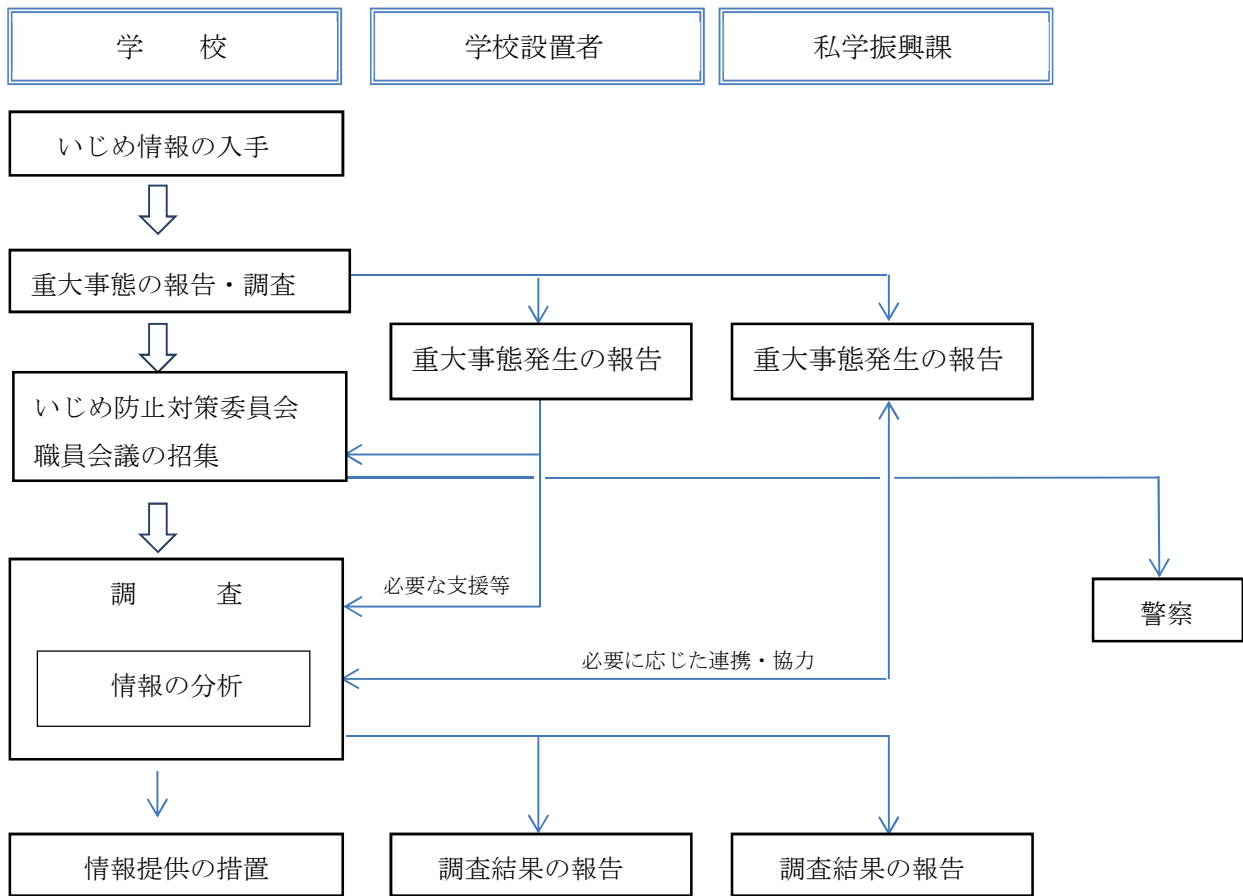 学　　校
学校設置者
私学振興課
いじめ情報の入手
重大事態の報告・調査
重大事態発生の報告
重大事態発生の報告
いじめ防止対策委員会
職員会議の招集
必要な支援等
調　　　査
警察
必要に応じた連携・協力
情報の分析
情報提供の措置
調査結果の報告
調査結果の報告